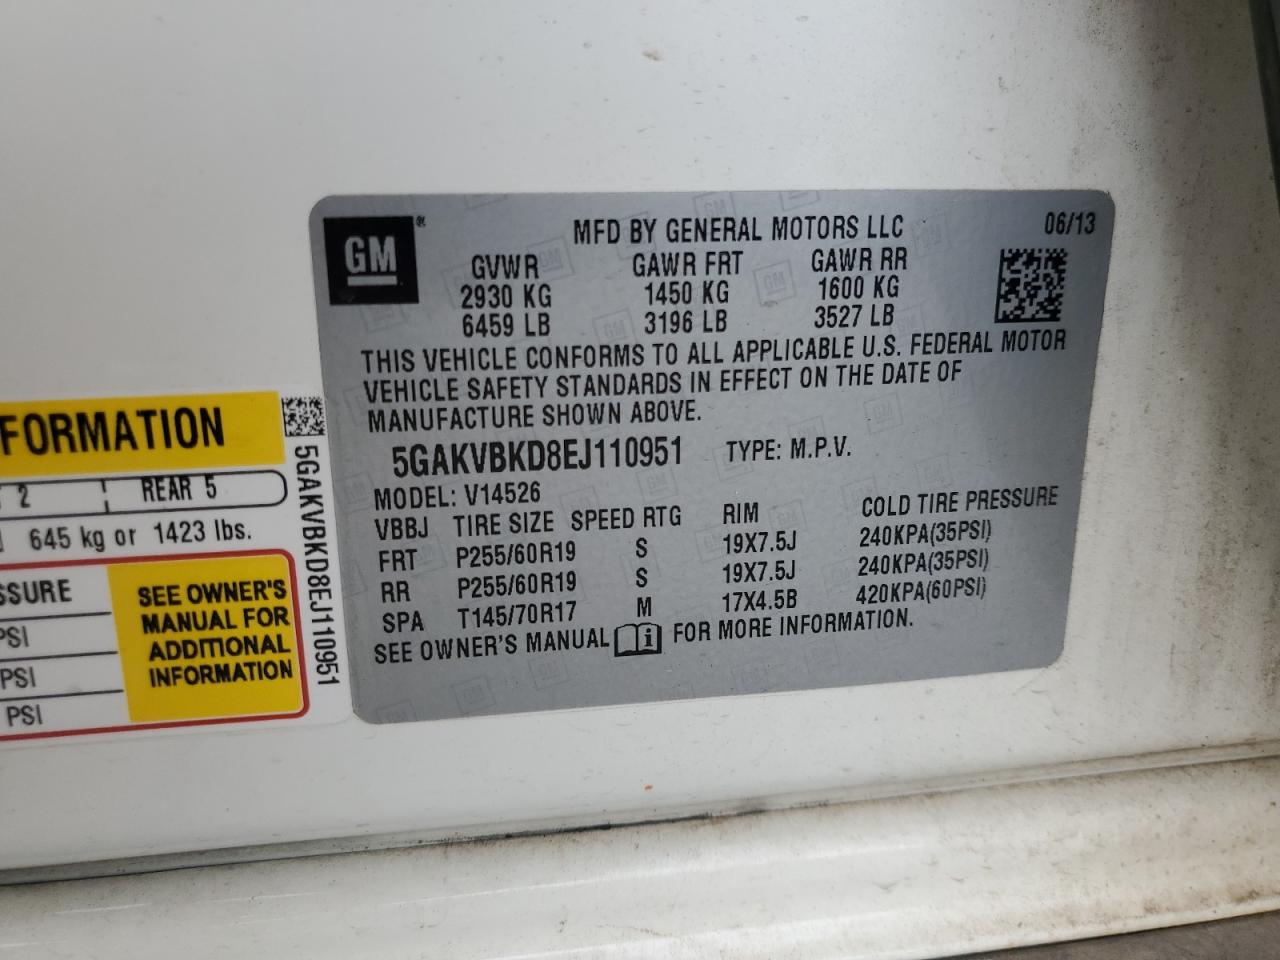 GM®
MFD BY GENERAL MOTORS LLC 06/13
GVWR GAWR FRT GAWR RR
2930 KG 1450 KG 1600 KG
6459 LB 3196 LB 3527 LB
THIS VEHICLE CONFORMS TO ALL APPLICABLE U.S. FEDERAL MOTOR
VEHICLE SAFETY STANDARDS IN EFFECT ON THE DATE OF
MANUFACTURE SHOWN ABOVE.
5GAKVBKD8EJ110951 TYPE: M.P.V.
MODEL: V14526
VBBJ TIRE SIZE SPEED RTG RIM COLD TIRE PRESSURE
FRT P255/60R19 S 19X7.5J 240KPA(35PSI)
RR P255/60R19 S 19X7.5J 240KPA(35PSI)
SPA T145/70R17 M 17X4.5B 420KPA(60PSI)
SEE OWNER'S MANUAL i FOR MORE INFORMATION.
FORMATION
2 REAR 5
645 kg or 1423 lbs.
SSURE
PSI
PSI
PSI
SEE OWNER'S
MANUAL FOR
ADDITIONAL
INFORMATION
5GAKVBKD8EJ110951